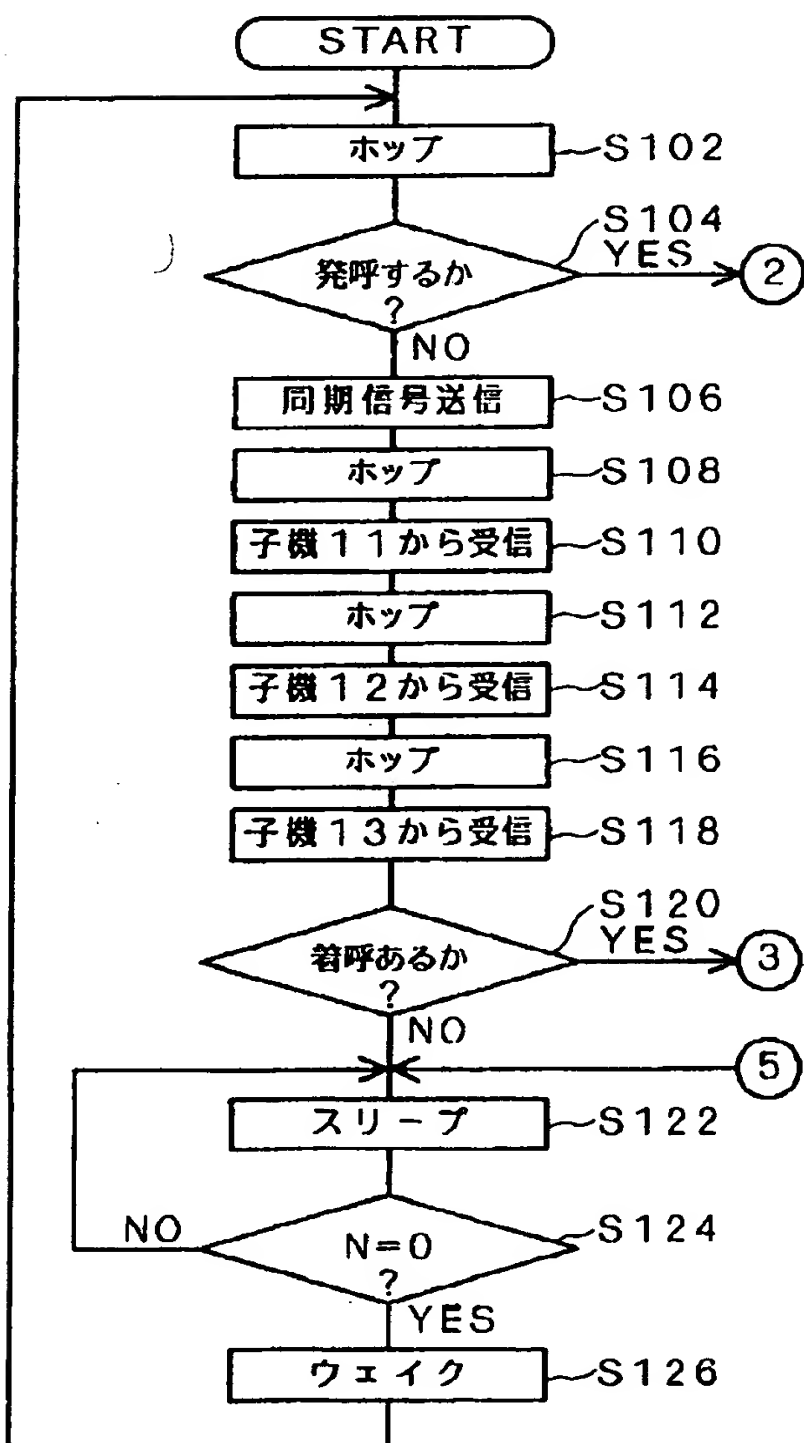 START
ホップ S102
S104
発呼するか YES 2
?
NO
同期信号送信 S106
ホップ S108
子機11から受信 S110
ホップ S112
子機12から受信 S114
ホップ S116
子機13から受信 S118
S120
着呼あるか YES 3
?
NO
5
スリープ S122
NO N=0 S124
?
YES
ウェイク S126